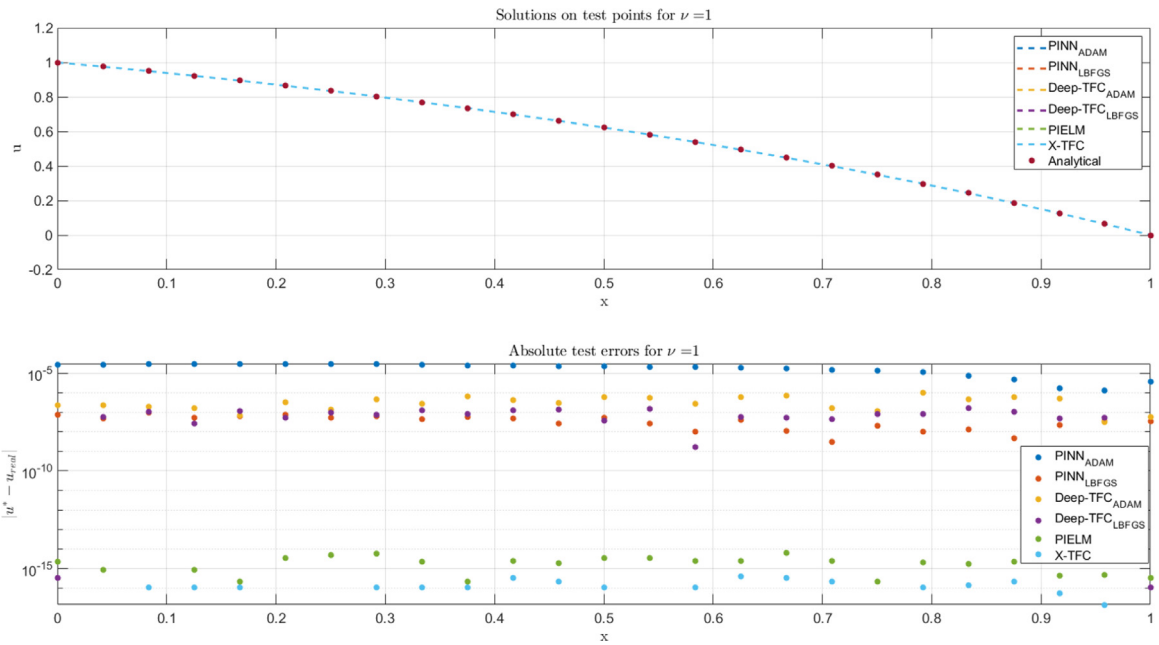 Solutions on test points for ν =1
1.2
1
0.8
0.6
0.4
0.2
0
-0.2
u
0 0.1 0.2 0.3 0.4 0.5 0.6 0.7 0.8 0.9 1
x
PINN_ADAM
PINN_LBFGS
Deep-TFC_ADAM
Deep-TFC_LBFGS
PIELM
X-TFC
Analytical
Absolute test errors for ν =1
10^-5
10^-10
10^-15
|u* − u_real|
0 0.1 0.2 0.3 0.4 0.5 0.6 0.7 0.8 0.9 1
x
PINN_ADAM
PINN_LBFGS
Deep-TFC_ADAM
Deep-TFC_LBFGS
PIELM
X-TFC